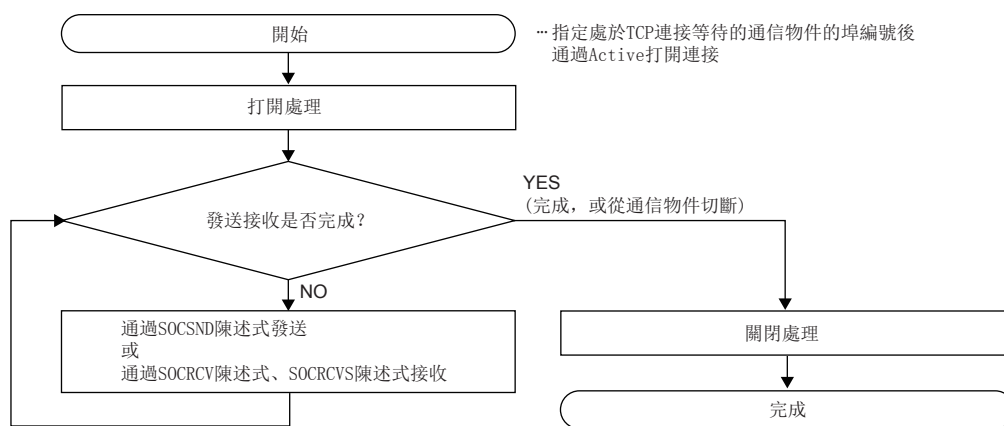 開始
…指定處於TCP連接等待的通信物件的埠編號後
通過Active打開連接
打開處理
發送接收是否完成？
YES
(完成，或從通信物件切斷)
NO
通過SOCSND陳述式發送
或
通過SOCRCV陳述式、SOCRCVS陳述式接收
關閉處理
完成